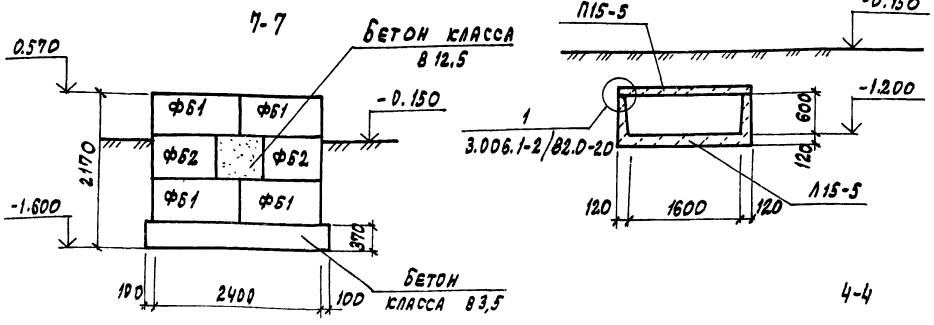 7-7
0.570
БЕТОН КЛАССА
В 12,5
ФБ1
ФБ1
-0.150
ФБ2
ФБ2
2170
ФБ1
ФБ1
-1.600
370
100
2400
100
БЕТОН
КЛАССА В 3,5
П15-5
-0.150
1
3.006.1-2/82.0-20
600
-1.200
120
Л15-5
120
1600
120
4-4